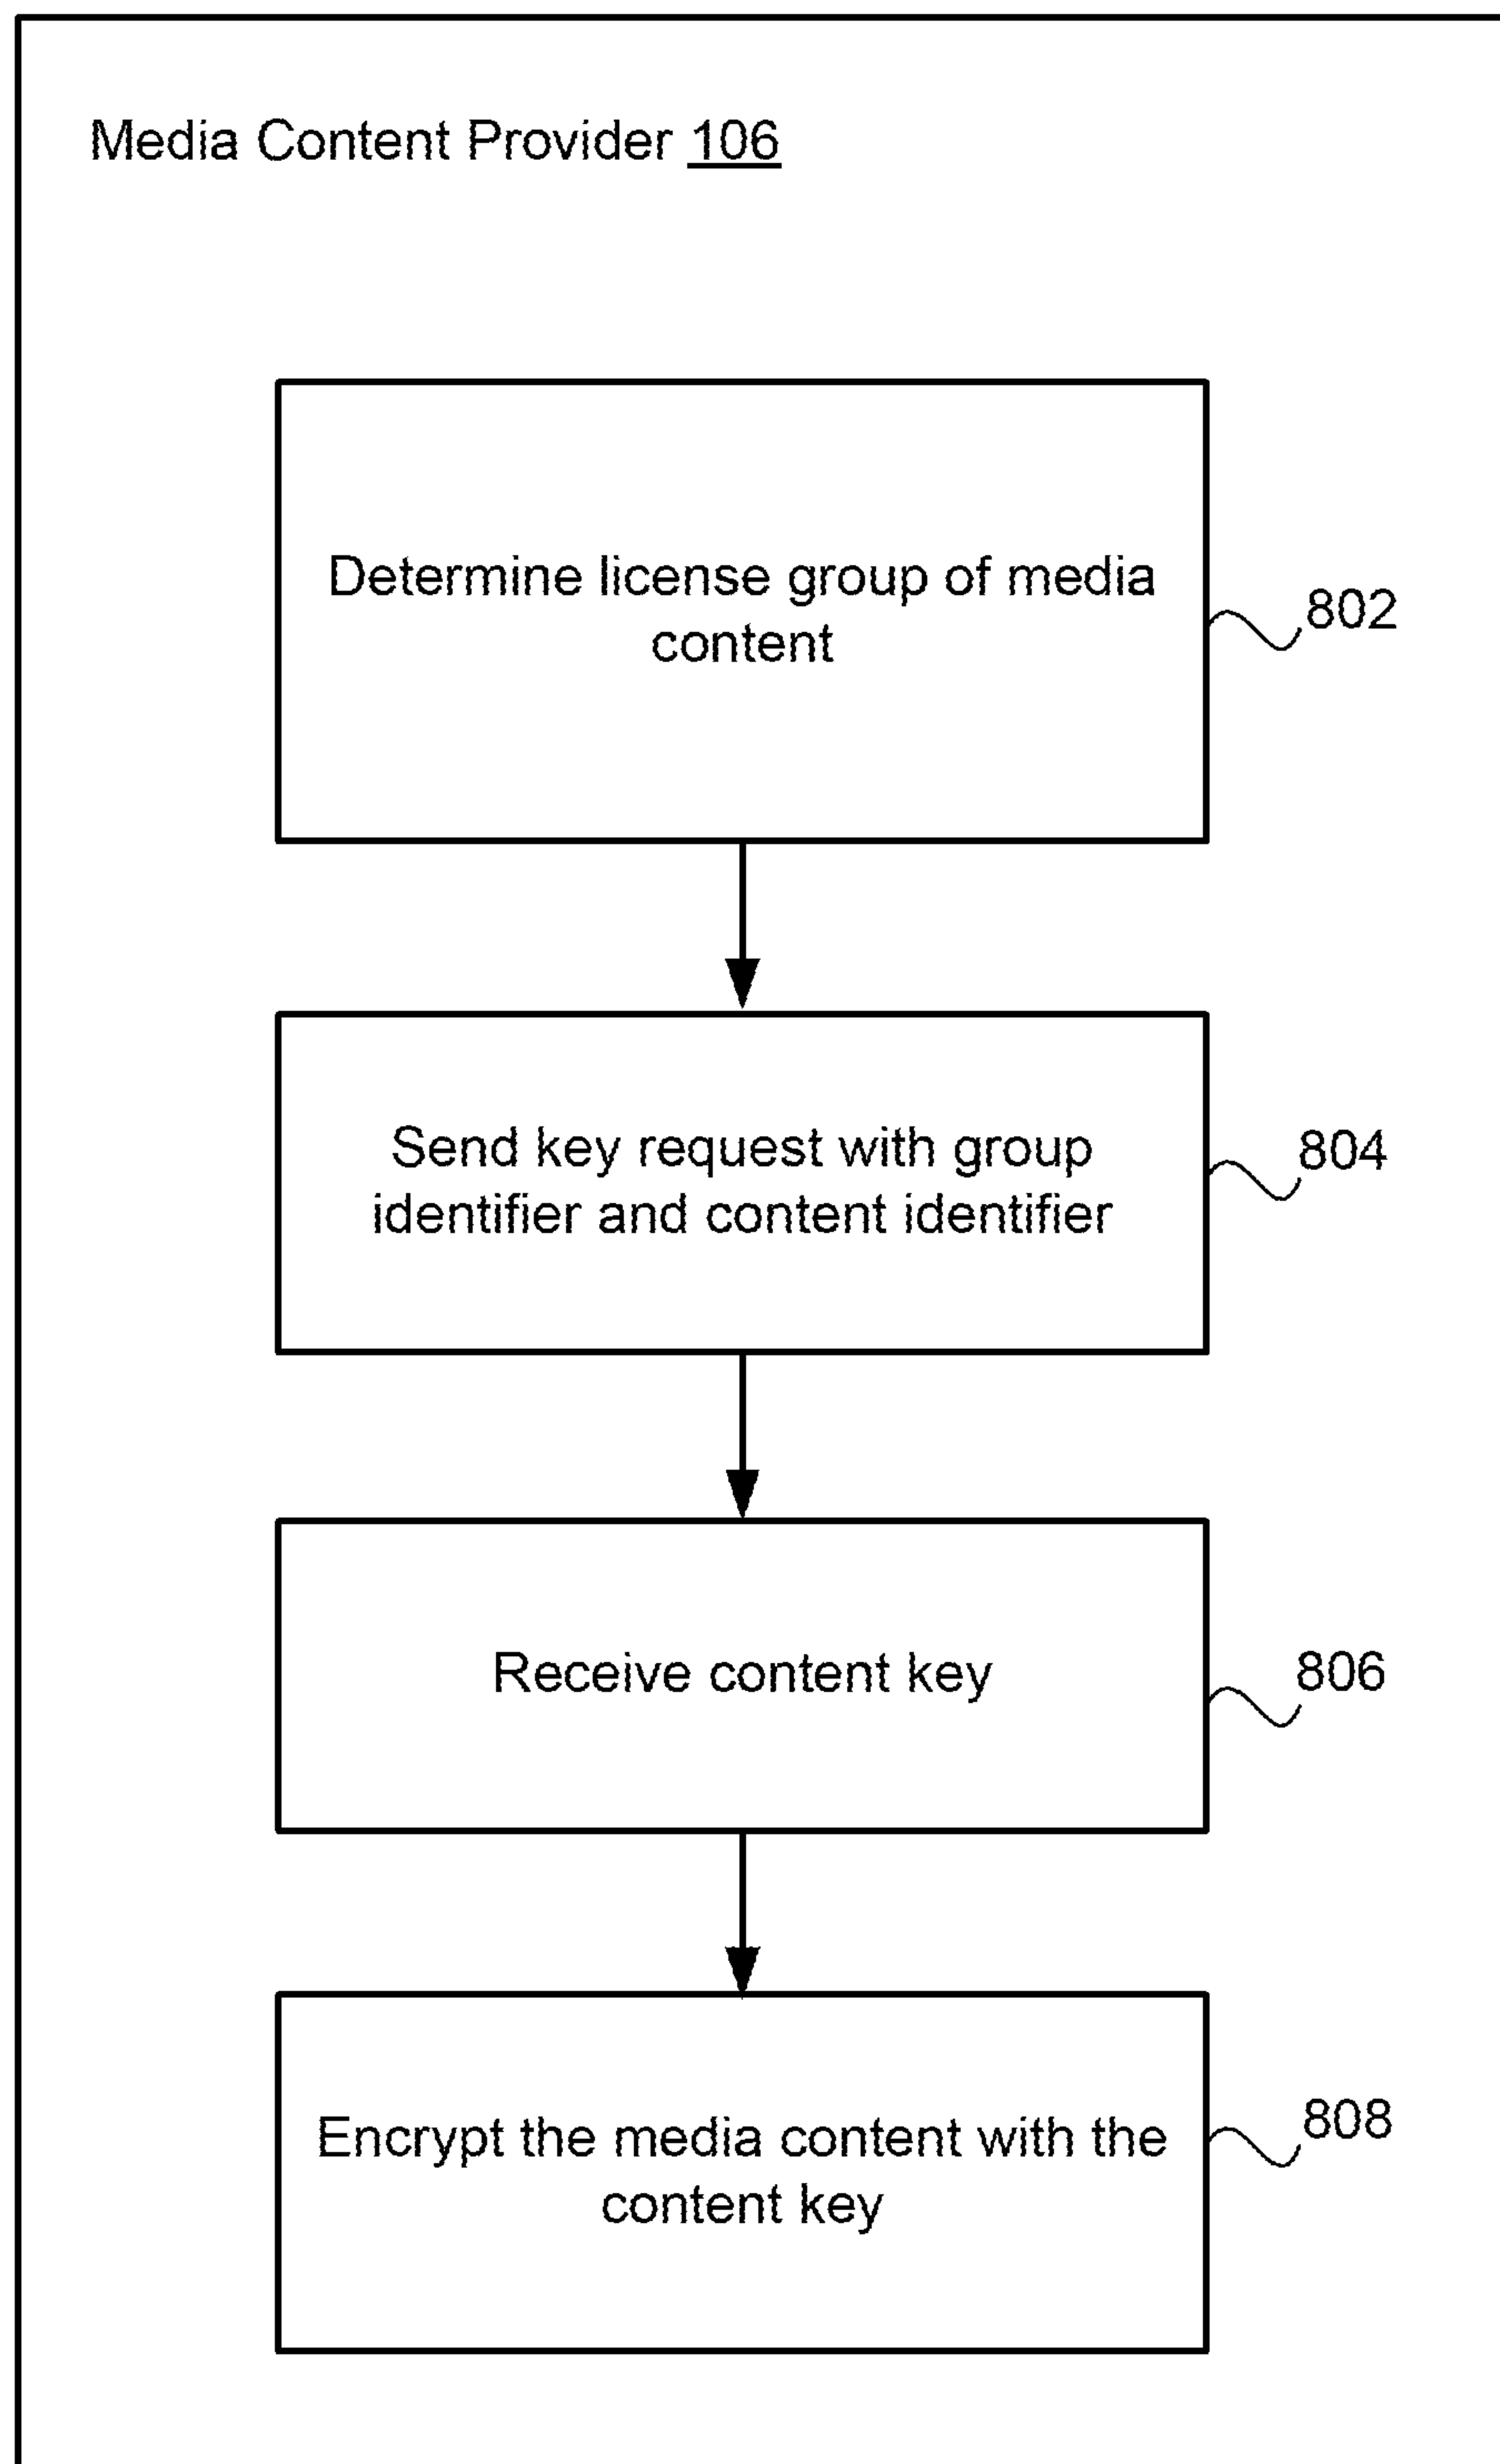 Media Content Provider 106
Determine license group of media
content
802
Send key request with group
identifier and content identifier
804
Receive content key
806
Encrypt the media content with the
content key
808